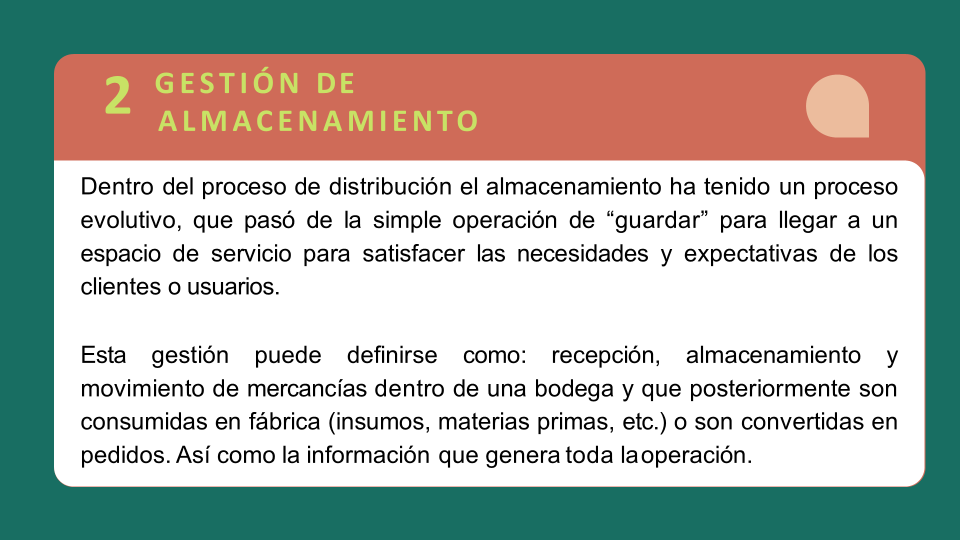 2 GESTIÓN DE
ALMACENAMIENTO
Dentro del proceso de distribución el almacenamiento ha tenido un proceso
evolutivo, que pasó de la simple operación de “guardar” para llegar a un
espacio de servicio para satisfacer las necesidades y expectativas de los
clientes o usuarios.
Esta gestión puede definirse como: recepción, almacenamiento y
movimiento de mercancías dentro de una bodega y que posteriormente son
consumidas en fábrica (insumos, materias primas, etc.) o son convertidas en
pedidos. Así como la información que genera toda laoperación.